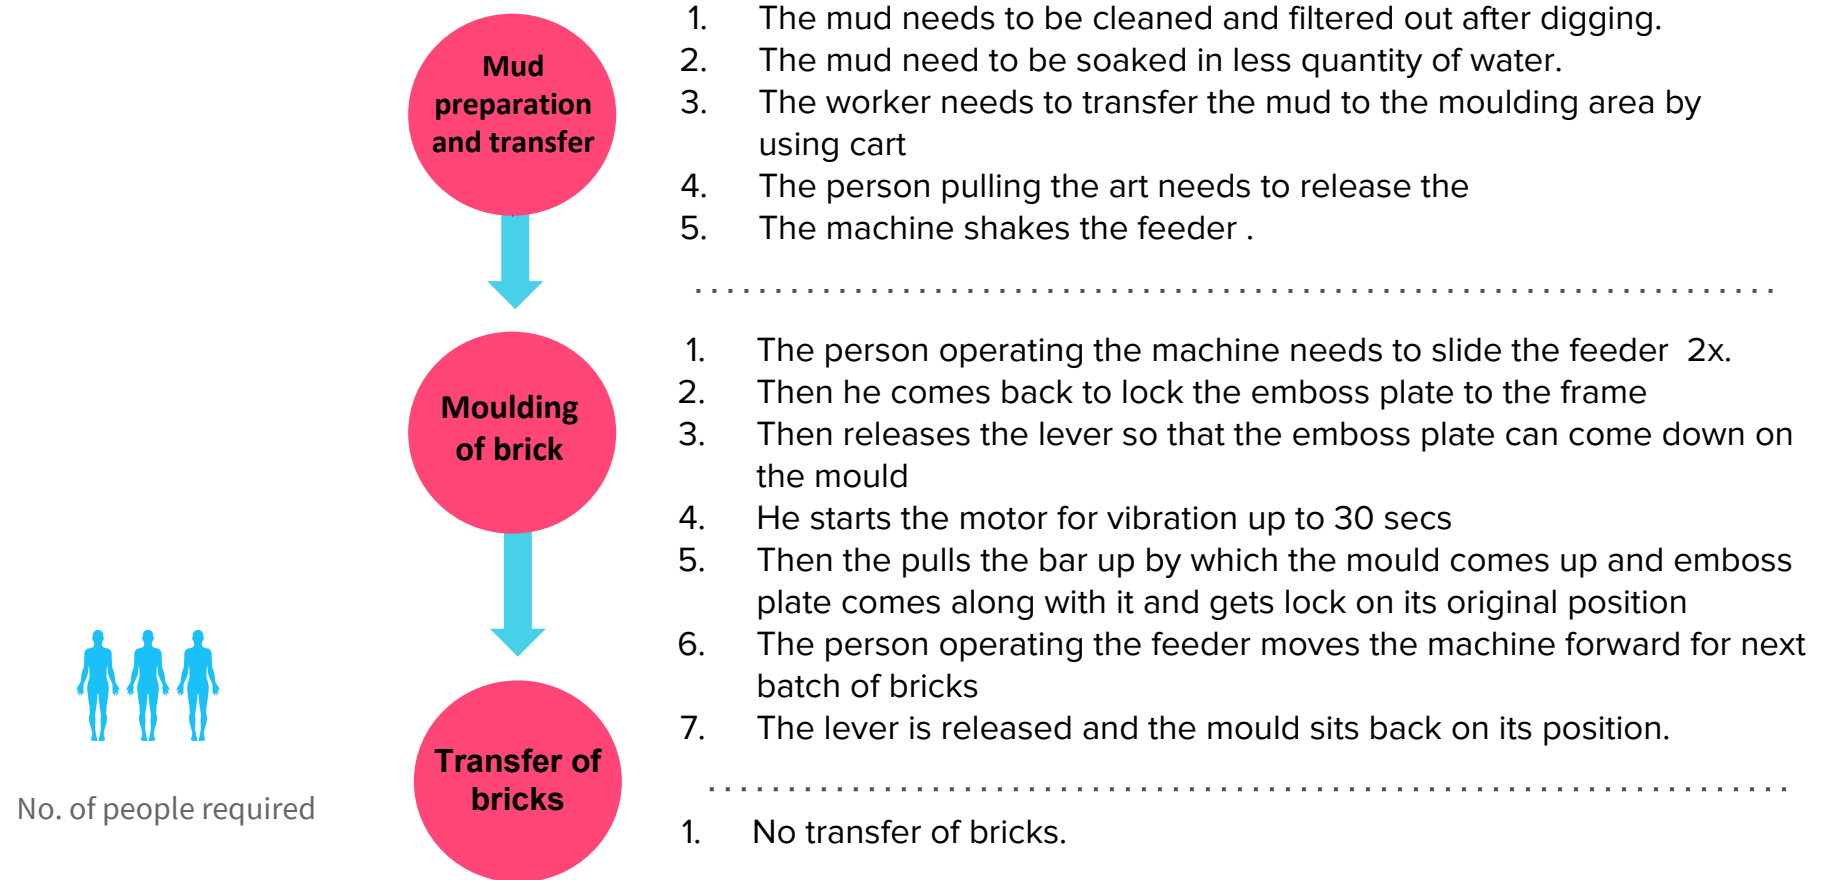 Mud
preparation
and transfer
1. The mud needs to be cleaned and filtered out after digging.
2. The mud need to be soaked in less quantity of water.
3. The worker needs to transfer the mud to the moulding area by
using cart
4. The person pulling the art needs to release the
5. The machine shakes the feeder .
Moulding
of brick
1. The person operating the machine needs to slide the feeder 2x.
2. Then he comes back to lock the emboss plate to the frame
3. Then releases the lever so that the emboss plate can come down on
the mould
4. He starts the motor for vibration up to 30 secs
5. Then the pulls the bar up by which the mould comes up and emboss
plate comes along with it and gets lock on its original position
6. The person operating the feeder moves the machine forward for next
batch of bricks
7. The lever is released and the mould sits back on its position.
No. of people required
Transfer of
bricks
1. No transfer of bricks.